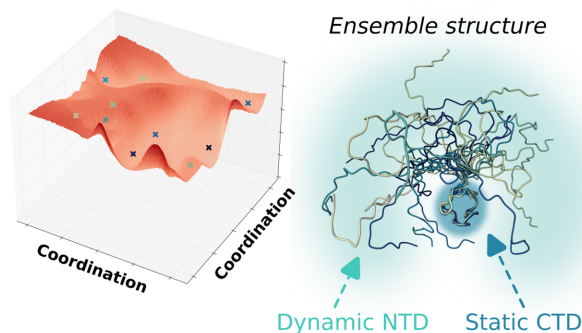 Ensemble structure
Coordination
Coordination
Dynamic NTD
Static CTD